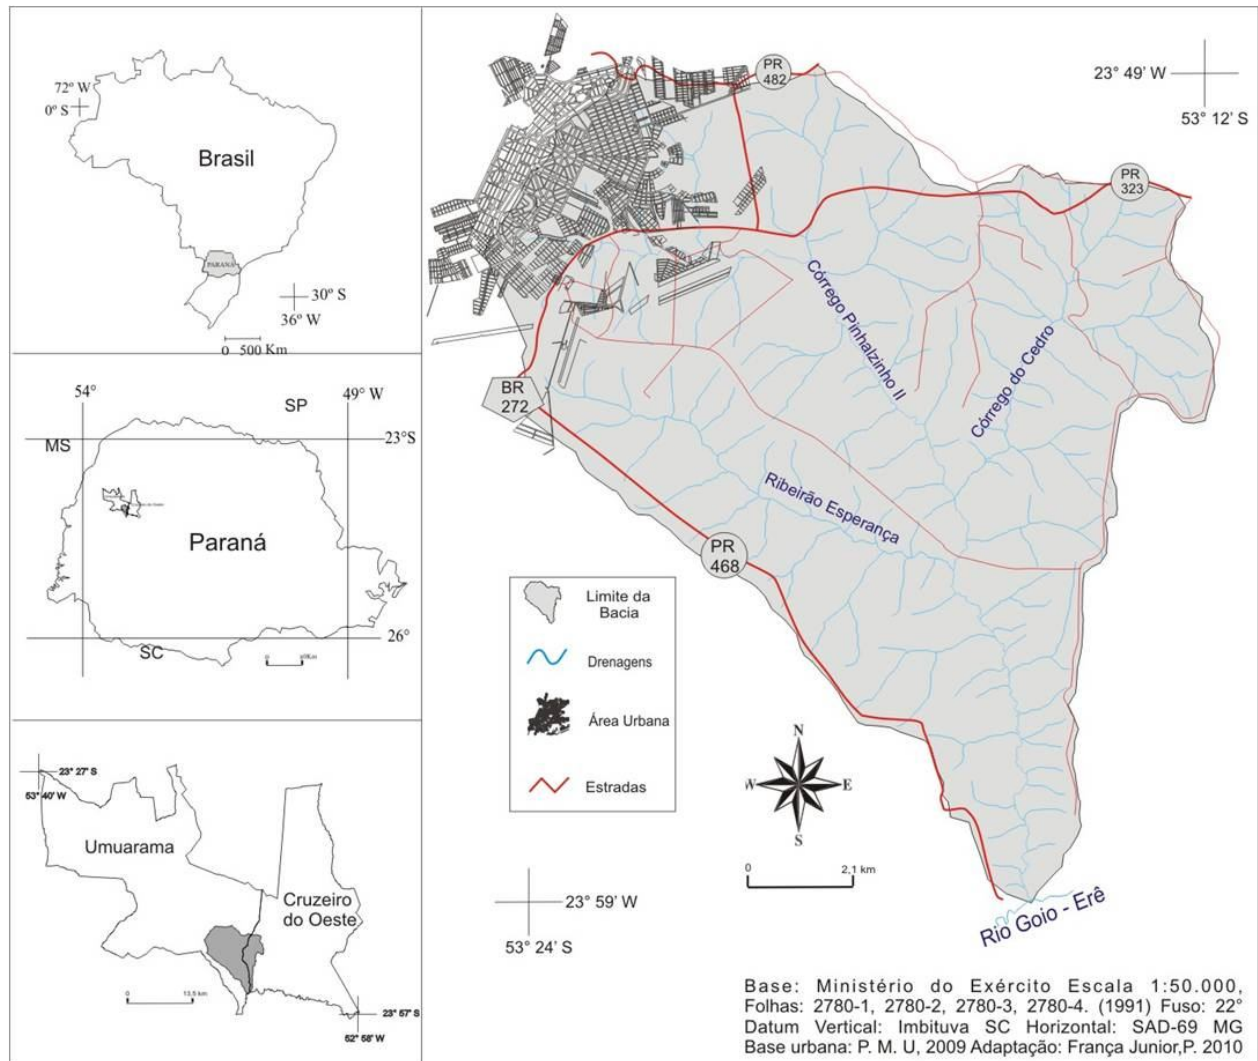 72º W
0º S
Brasil
PARANÁ
30º S
36º W
0 500 Km
54°
49° W
SP
MS
23°S
Paraná
26°
SC
0
23° 27' S
53° 40' W
Umuarama
Cruzeiro
do Oeste
0 13,5 km
23° 57' S
52° 58' W
PR
482
23° 49' W
53° 12' S
PR
323
Córrego Pinhalzinho II
Córrego do Cedro
BR
272
Ribeirão Esperança
PR
468
Limite da
Bacia
Drenagens
Área Urbana
Estradas
N
W E
S
0 2,1 km
23° 59' W
53° 24' S
Rio Goio - Erê
Base: Ministério do Exército Escala 1:50.000,
Folhas: 2780-1, 2780-2, 2780-3, 2780-4. (1991) Fuso: 22°
Datum Vertical: Imbituva SC Horizontal: SAD-69 MG
Base urbana: P. M. U, 2009 Adaptação: França Junior,P. 2010